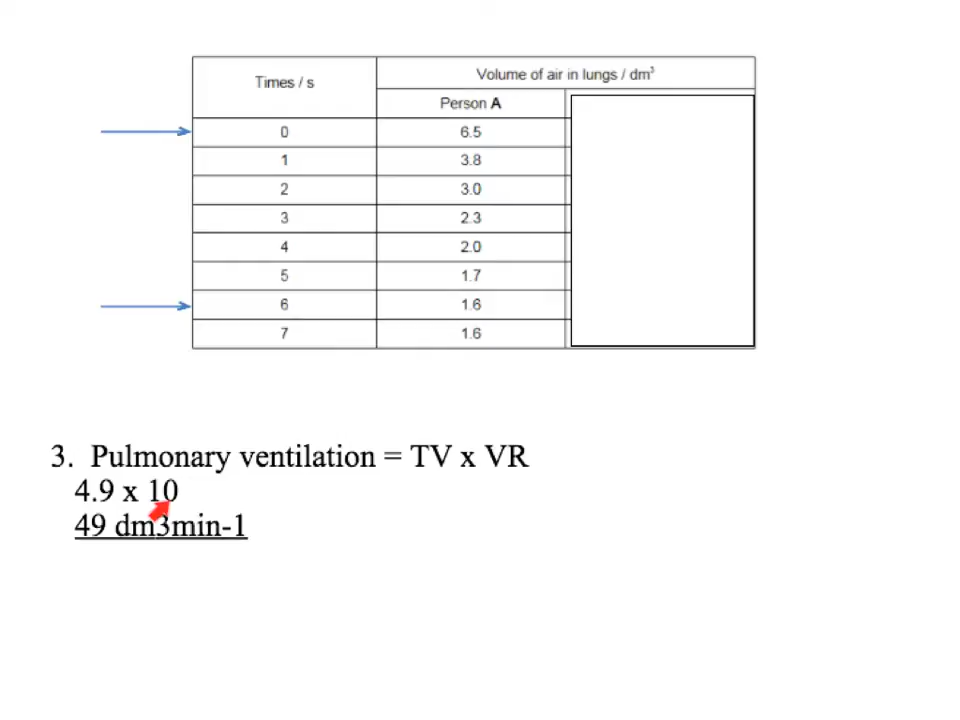 Times / s Volume of air in lungs / dm³
Person A
0 6.5
1 3.8
2 3.0
3 2.3
4 2.0
5 1.7
6 1.6
7 1.6
3. Pulmonary ventilation = TV x VR
4.9 x 10
49 dm3min-1